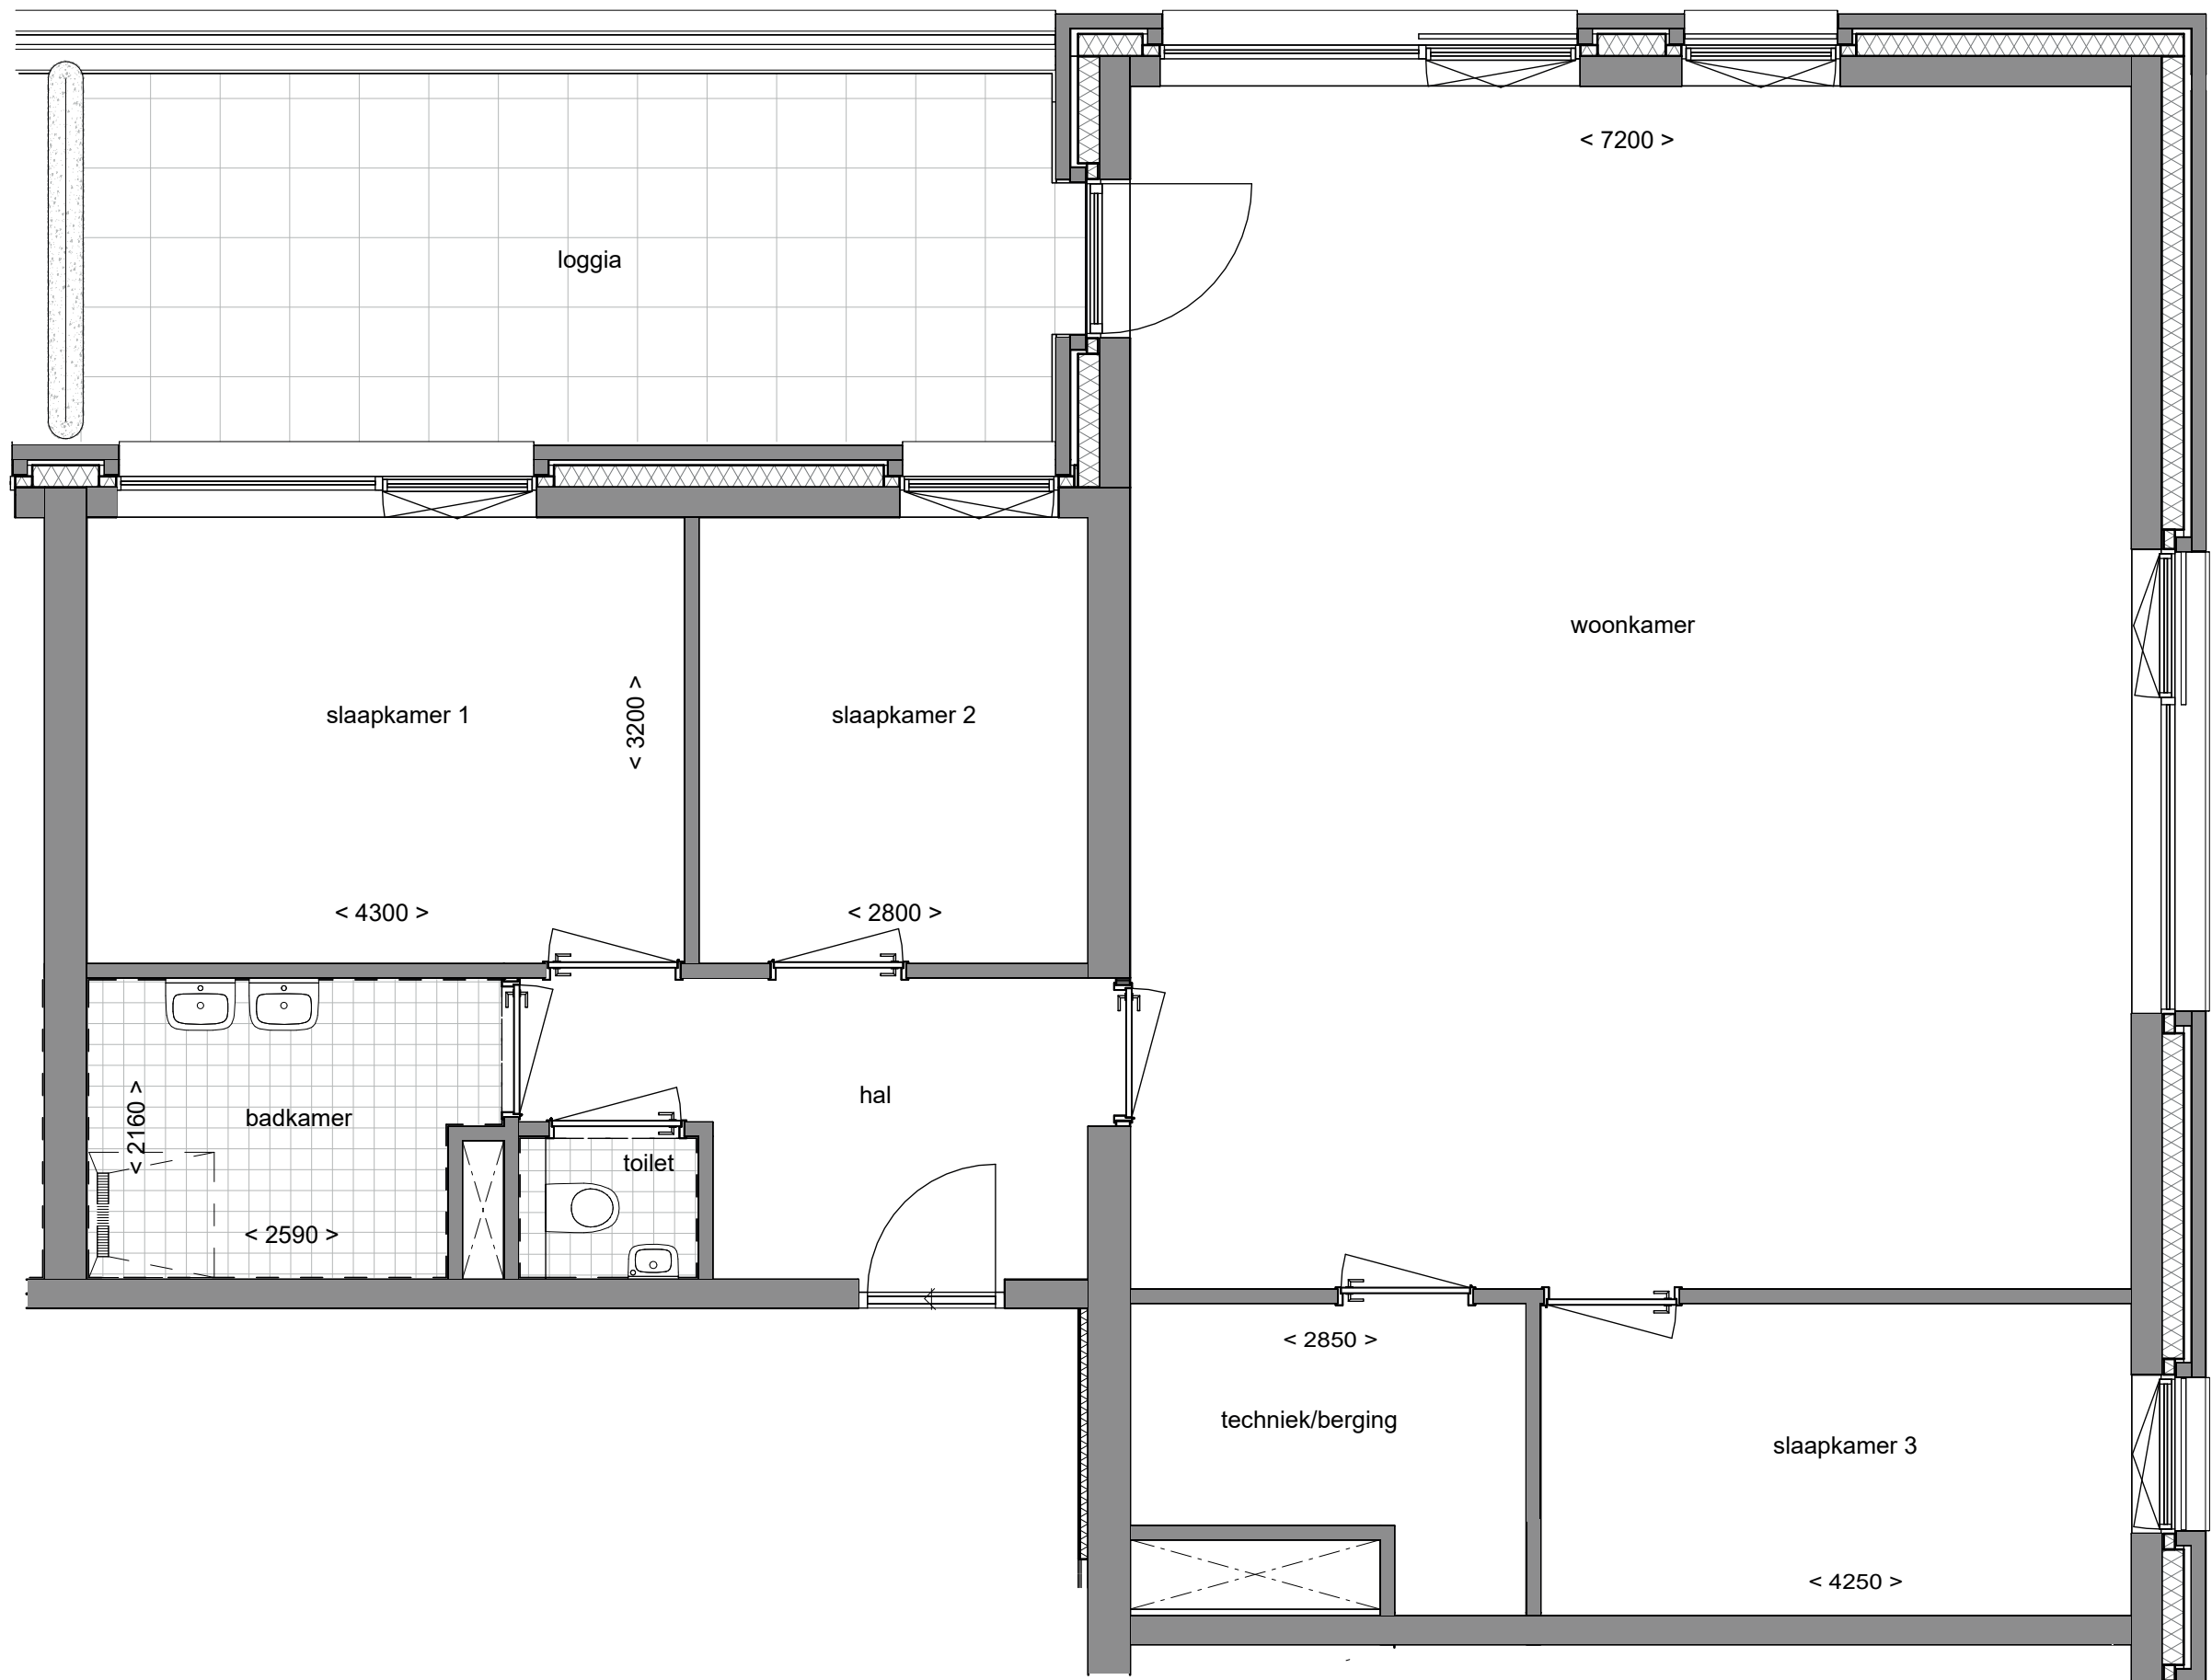 < 7200 >
loggia
woonkamer
slaapkamer 1
< 3200 >
slaapkamer 2
< 4300 >
< 2800 >
hal
badkamer
< 2160 >
toilet
< 2590 >
< 2850 >
techniek/berging
slaapkamer 3
< 4250 >